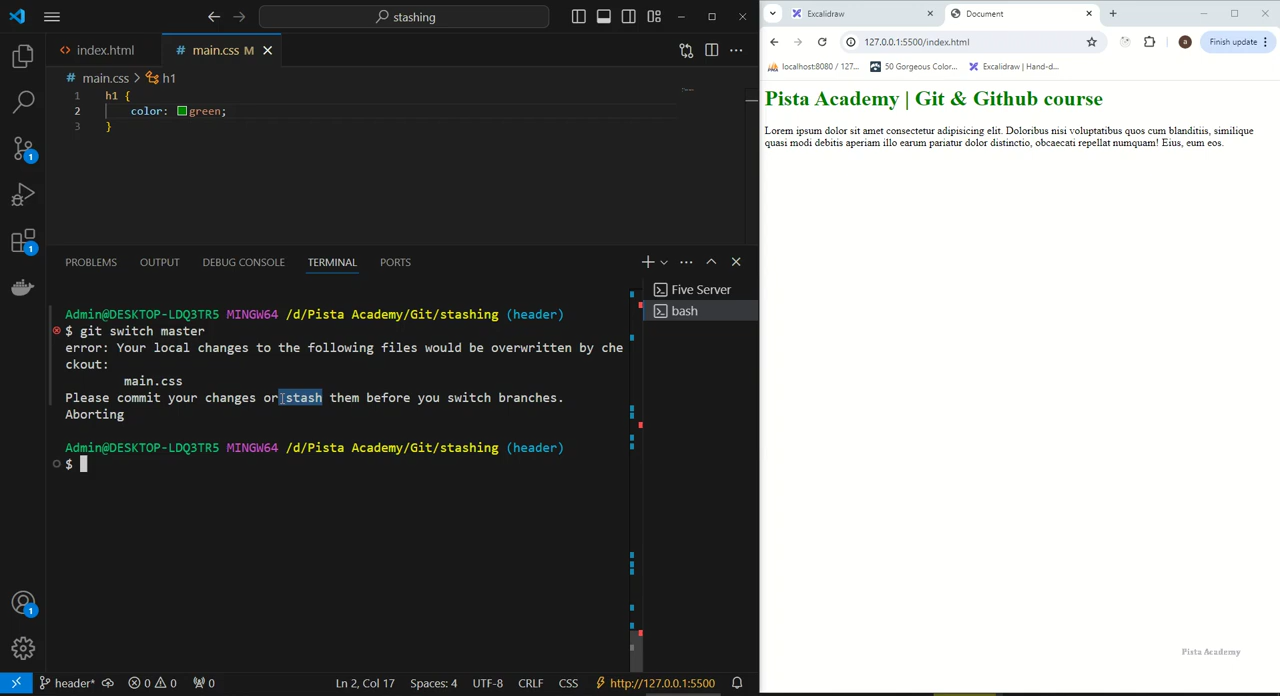 stashing
index.html
# main.css M
# main.css > h1
1 h1 {
2 color: green;
3 }
PROBLEMS OUTPUT DEBUG CONSOLE TERMINAL PORTS
Five Server
bash
Admin@DESKTOP-LDQ3TR5 MINGW64 /d/Pista Academy/Git/stashing (header)
$ git switch master
error: Your local changes to the following files would be overwritten by che
ckout:
main.css
Please commit your changes or stash them before you switch branches.
Aborting
Admin@DESKTOP-LDQ3TR5 MINGW64 /d/Pista Academy/Git/stashing (header)
$
1
1
1
header* 0 0 0 Ln 2, Col 17 Spaces: 4 UTF-8 CRLF CSS http://127.0.0.1:5500
Excalidraw
Document
127.0.0.1:5500/index.html
a
Finish update
localhost:8080 / 127...
50 Gorgeous Color...
Excalidraw | Hand-d...
Pista Academy | Git & Github course
Lorem ipsum dolor sit amet consectetur adipisicing elit. Doloribus nisi voluptatibus quos cum blanditiis, similique
quasi modi debitis aperiam illo earum pariatur dolor distinctio, obcaecati repellat numquam! Eius, eum eos.
Pista Academy